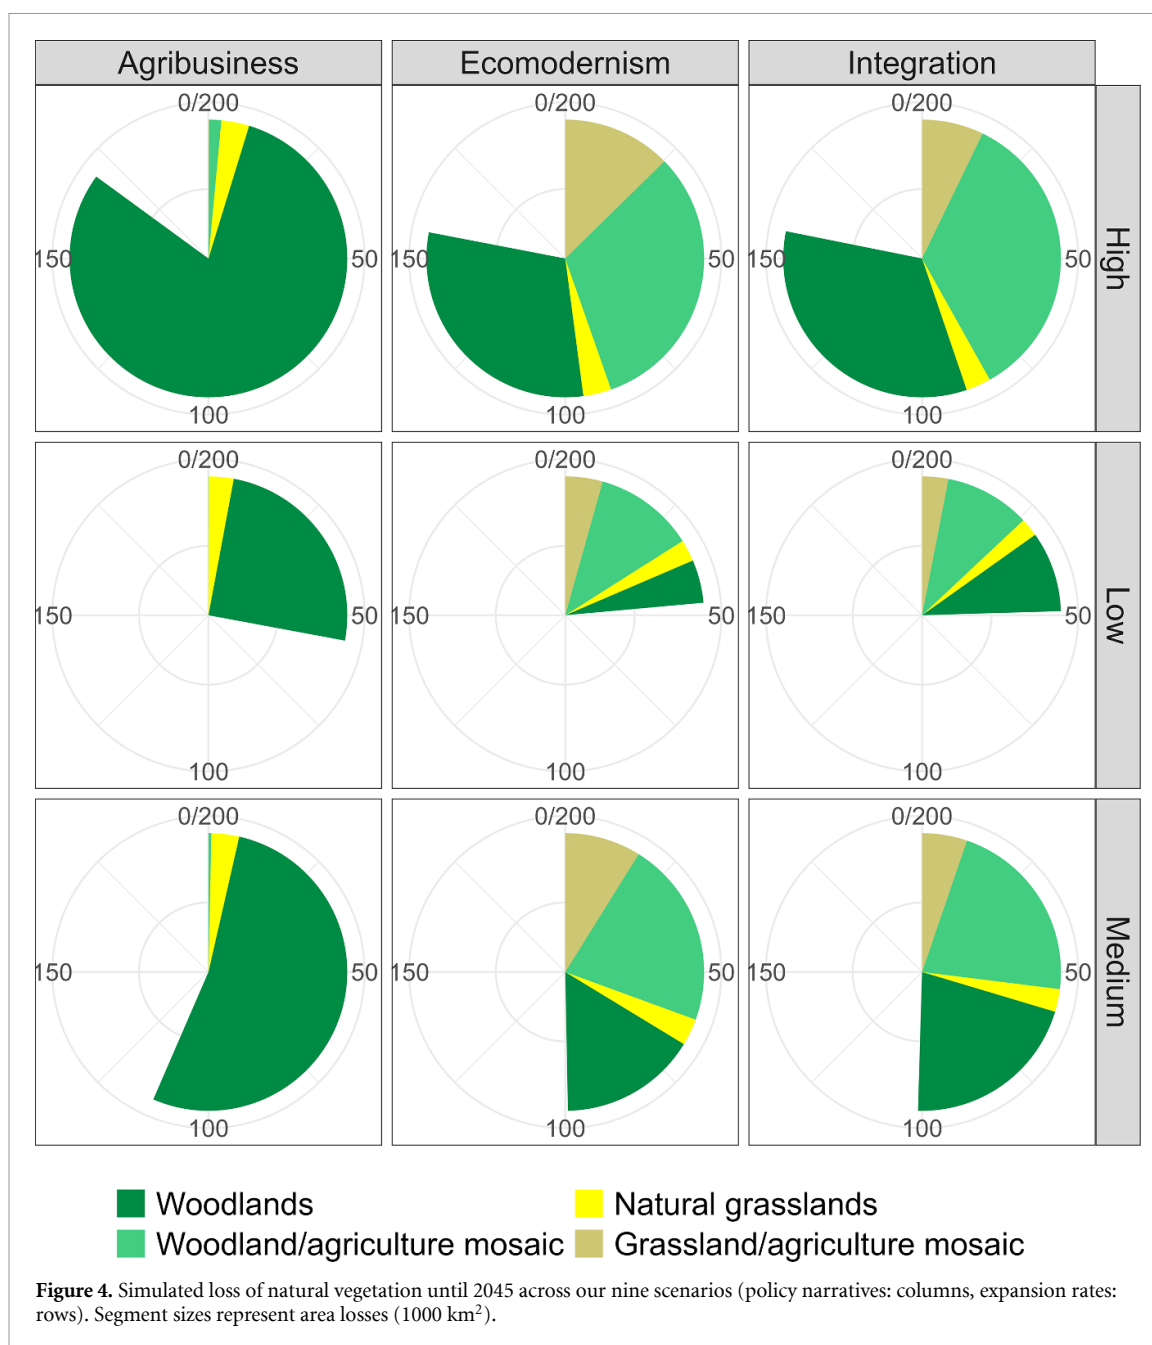 Agribusiness Ecomodernism Integration
0/200 0/200 0/200
150 50 150 50 150 50
High
100 100 100
0/200 0/200 0/200
150 50 150 50 150 50
Low
100 100 100
0/200 0/200 0/200
150 50 150 50 150 50
Medium
100 100 100
Woodlands Natural grasslands
Woodland/agriculture mosaic Grassland/agriculture mosaic
Figure 4. Simulated loss of natural vegetation until 2045 across our nine scenarios (policy narratives: columns, expansion rates:
rows). Segment sizes represent area losses (1000 km²).